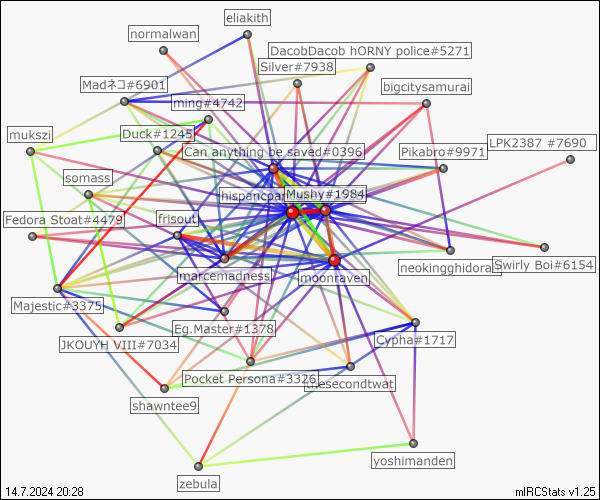 eliakith
normalwan
DacobDacob hORNY police#5271
Silver#7938
Madネコ#6901
bigcitysamurai
ming#4742
mukszi
Duck#1245
LPK2387 #7690
Can anything be saved#0396
Pikabro#9971
somass
hispancpa
Mushy#1984
Fedora Stoat#4479
frisout
marcemadness
moonraven
neokingghidora
Swirly Boi#6154
Majestic#3375
Eg.Master#1378
JKOUYH VIII#7034
Cypha#1717
Pocket Persona#3326
hesecondtwat
shawntee9
yoshimanden
zebula
14.7.2024 20:28
mIRCStats v1.25